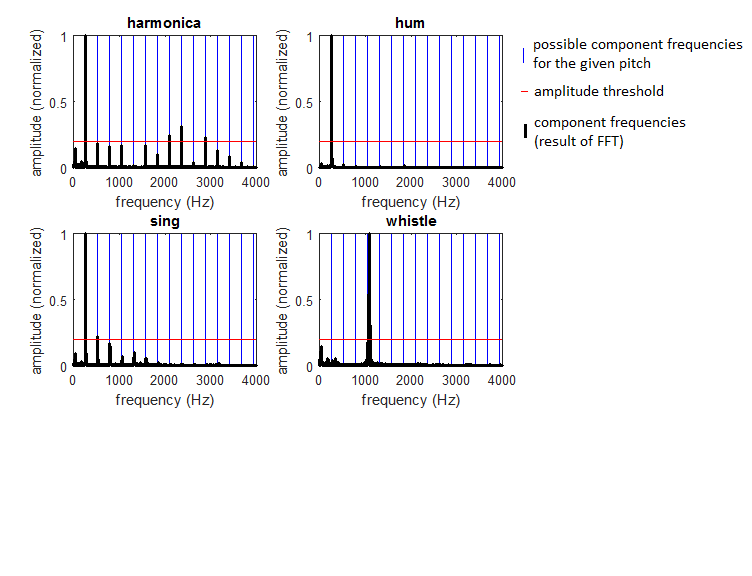 harmonica
amplitude (normalized)
1
0.5
0
0 1000 2000 3000 4000
frequency (Hz)
hum
amplitude (normalized)
1
0.5
0
0 1000 2000 3000 4000
frequency (Hz)
possible component frequencies
for the given pitch
amplitude threshold
component frequencies
(result of FFT)
sing
amplitude (normalized)
1
0.5
0
0 1000 2000 3000 4000
frequency (Hz)
whistle
amplitude (normalized)
1
0.5
0
0 1000 2000 3000 4000
frequency (Hz)